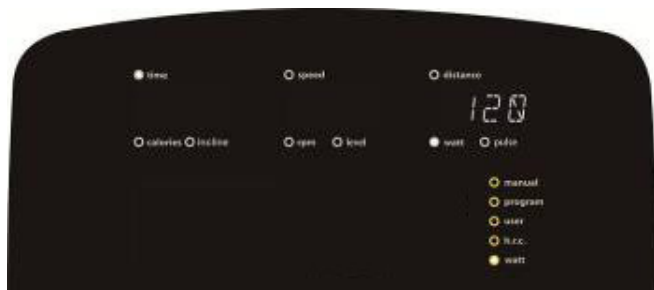 time speed distance
120
calories incline rpm level watt pulse
manual
program
user
h.r.c.
watt